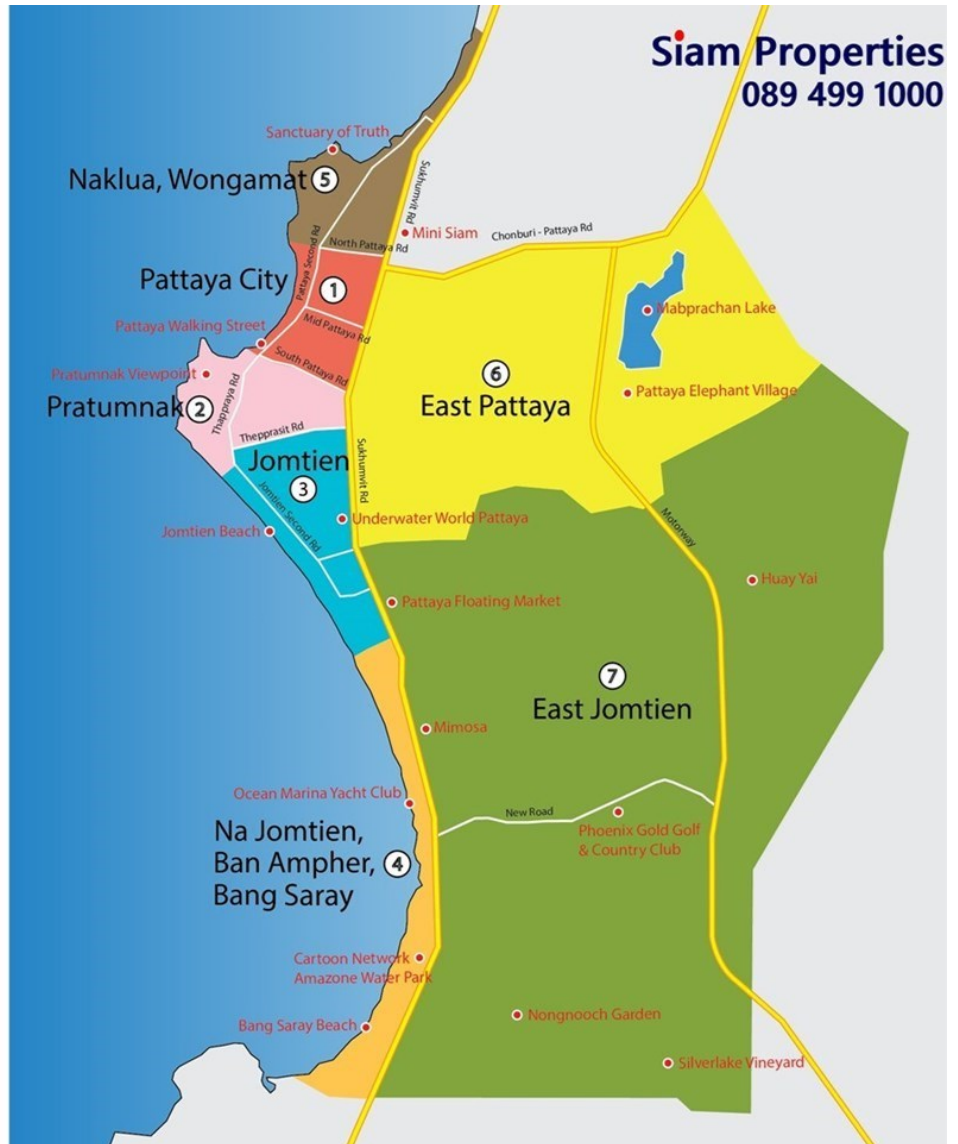 Siam Properties
089 499 1000
Sanctuary of Truth
Naklua, Wongamat 5
Sukhumvit Rd
Mini Siam
Chonburi - Pattaya Rd
North Pattaya Rd
Pattaya Second Rd
Pattaya City
1
Mabprachan Lake
Mid Pattaya Rd
Pattaya Walking Street
South Pattaya Rd
Pratumnak Viewpoint
6
East Pattaya
Pattaya Elephant Village
Pratumnak 2
Thappraya Rd
Thepprasit Rd
Jomtien
3
Sukhumvit Rd
Jomtien Second Rd
Underwater World Pattaya
Jomtien Beach
Motorway
Huay Yai
Pattaya Floating Market
7
East Jomtien
Mimosa
Ocean Marina Yacht Club
New Road
Phoenix Gold Golf
& Country Club
Na Jomtien,
Ban Ampher,
Bang Saray
4
Cartoon Network
Amazone Water Park
Bang Saray Beach
Nongnooch Garden
Silverlake Vineyard